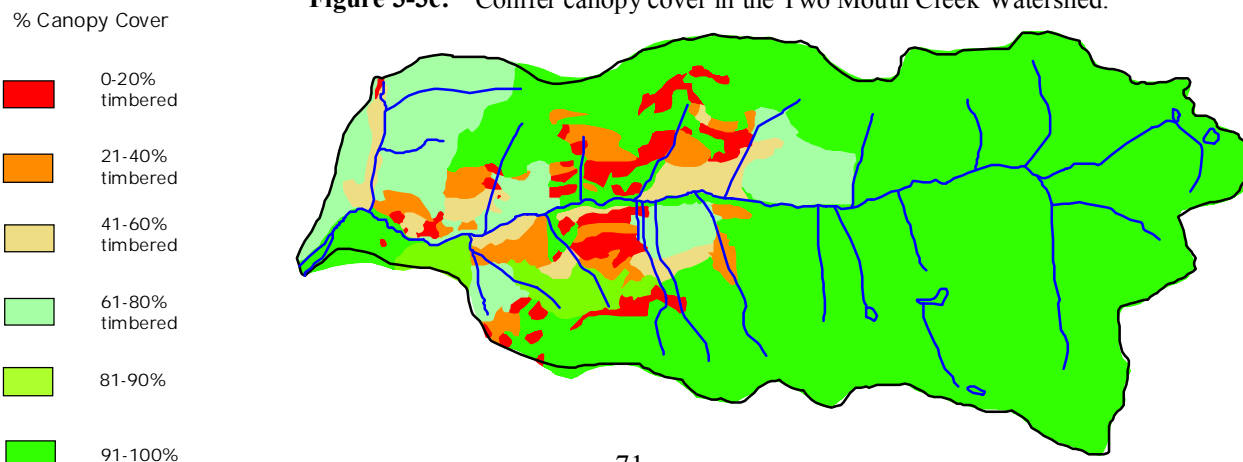 Figure 3-3c. Conifer canopy cover in the Two Mouth Creek Watershed.
% Canopy Cover
0-20%
timbered
21-40%
timbered
41-60%
timbered
61-80%
timbered
81-90%
91-100%
71